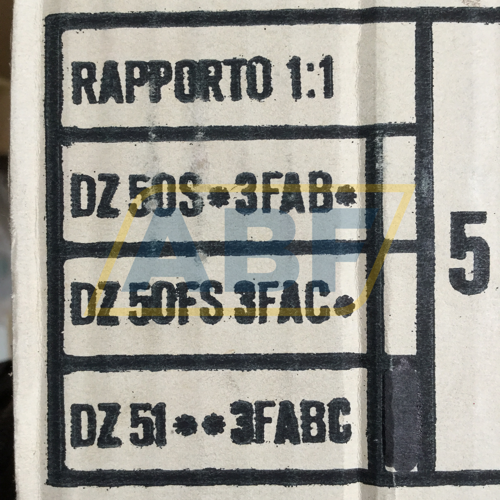 RAPPORTO 1:1
DZ 50S*3FAB*
DZ 50FS 3FAC*
DZ 51**3FABC
5
ABF